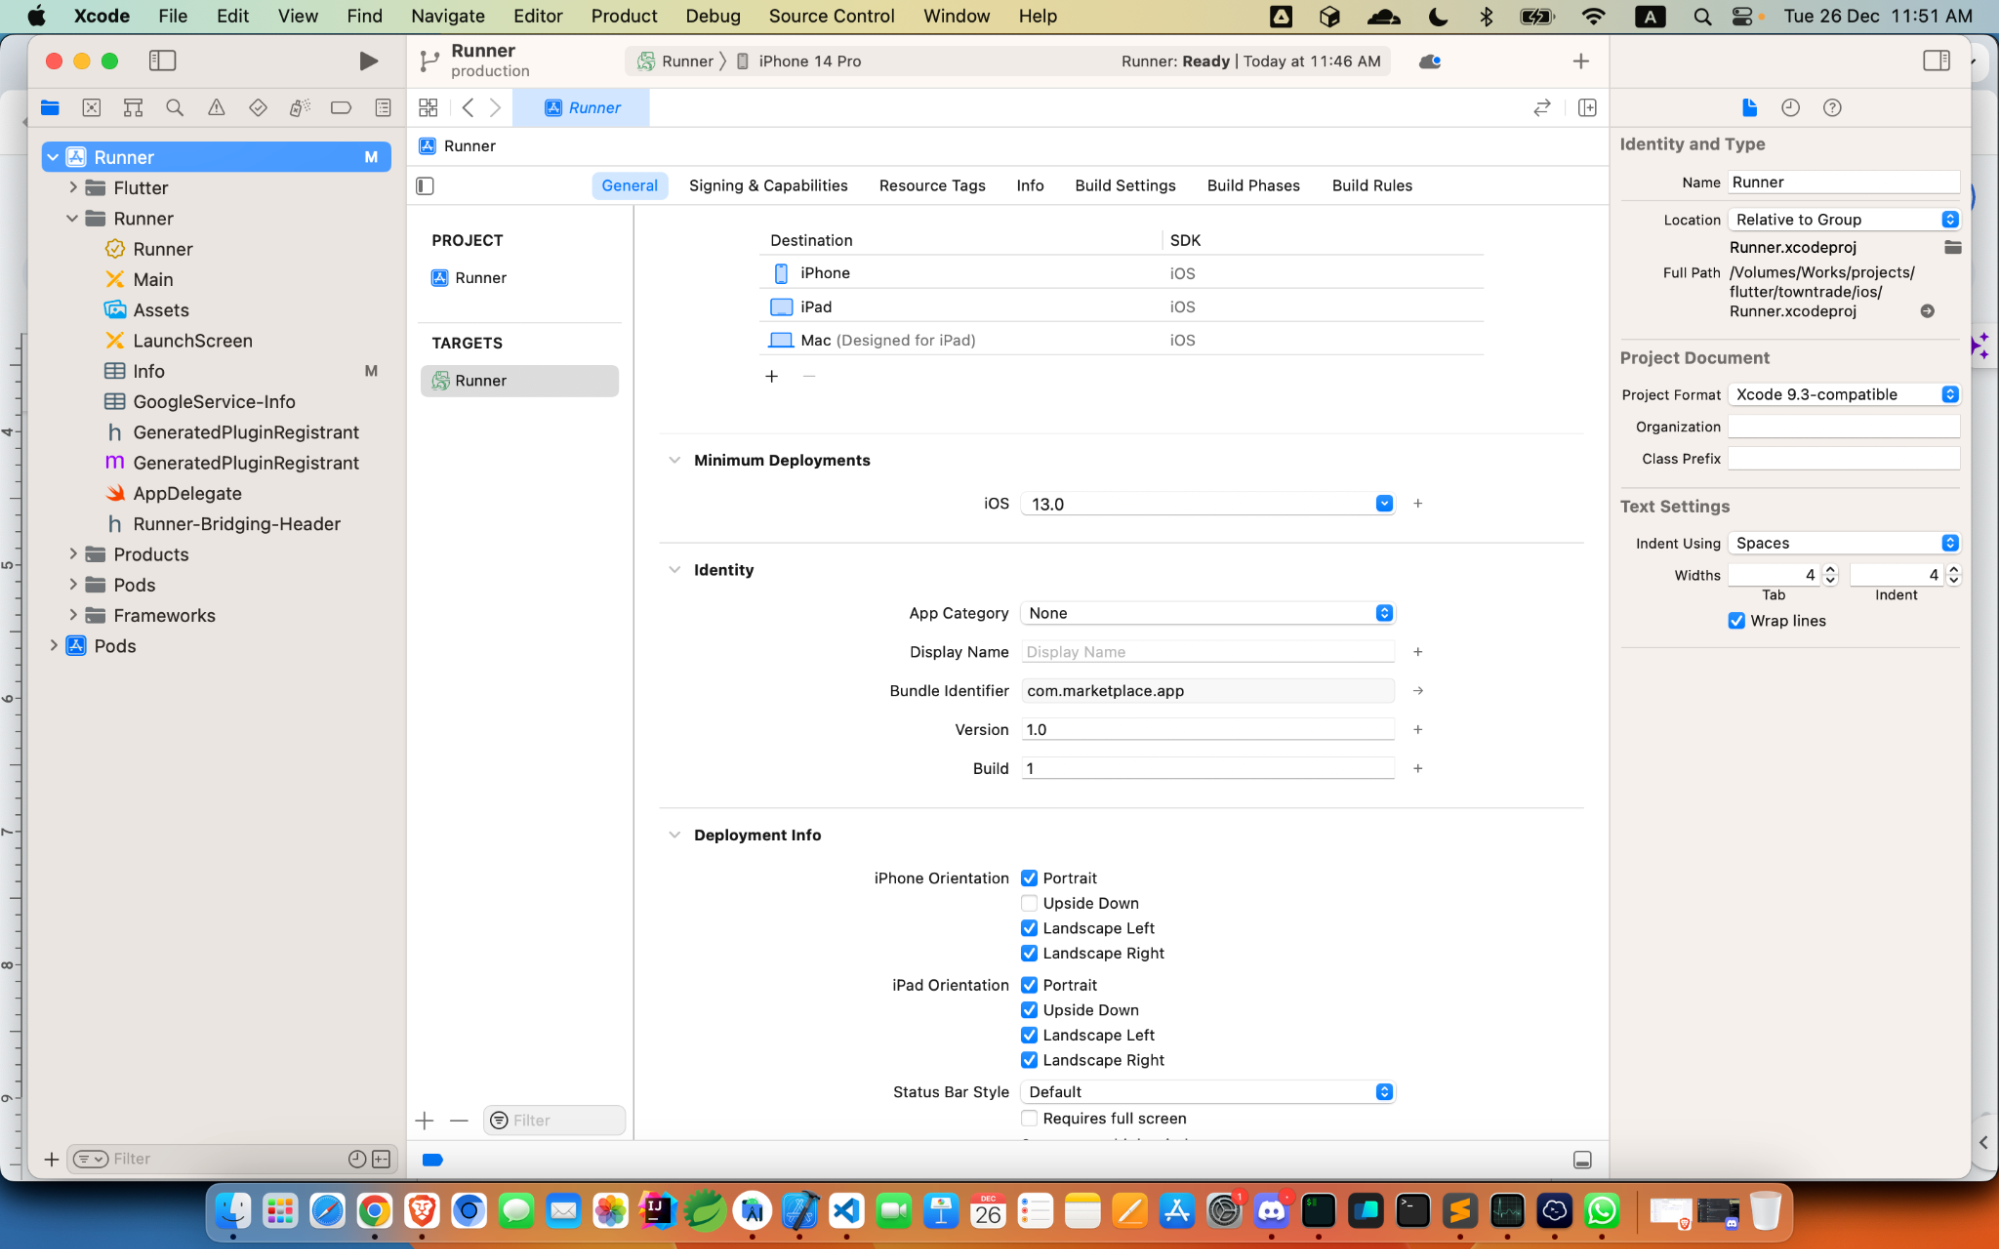 Xcode File Edit View Find Navigate Editor Product Debug Source Control Window Help A Tue 26 Dec 11:51 AM
Runner
production
Runner iPhone 14 Pro Runner: Ready | Today at 11:46 AM
Runner
Runner
Runner M
Flutter
Runner
Runner
Main
Assets
LaunchScreen
Info M
GoogleService-Info
h GeneratedPluginRegistrant
m GeneratedPluginRegistrant
AppDelegate
h Runner-Bridging-Header
Products
Pods
Frameworks
Pods
Filter
General Signing & Capabilities Resource Tags Info Build Settings Build Phases Build Rules
PROJECT
Runner
TARGETS
Runner
Filter
Destination SDK
iPhone iOS
iPad iOS
Mac (Designed for iPad) iOS
Minimum Deployments
iOS 13.0
Identity
App Category None
Display Name Display Name
Bundle Identifier com.marketplace.app
Version 1.0
Build 1
Deployment Info
iPhone Orientation Portrait
Upside Down
Landscape Left
Landscape Right
iPad Orientation Portrait
Upside Down
Landscape Left
Landscape Right
Status Bar Style Default
Requires full screen
Identity and Type
Name Runner
Location Relative to Group
Runner.xcodeproj
Full Path /Volumes/Works/projects/
flutter/towntrade/ios/
Runner.xcodeproj
Project Document
Project Format Xcode 9.3-compatible
Organization
Class Prefix
Text Settings
Indent Using Spaces
Widths 4 4
Tab Indent
Wrap lines
4
5
6
7
8
9
IJ
DEC
26
1